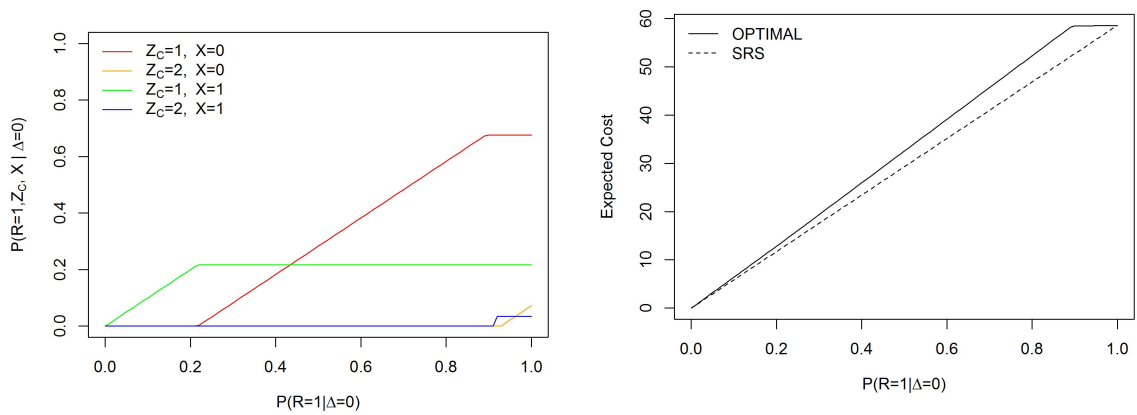 Z_C=1, X=0
Z_C=2, X=0
Z_C=1, X=1
Z_C=2, X=1
P(R=1,Z_C, X | Δ=0)
1.0
0.8
0.6
0.4
0.2
0.0
0.0 0.2 0.4 0.6 0.8 1.0
P(R=1|Δ=0)
OPTIMAL
SRS
Expected Cost
60
50
40
30
20
10
0
0.0 0.2 0.4 0.6 0.8 1.0
P(R=1|Δ=0)